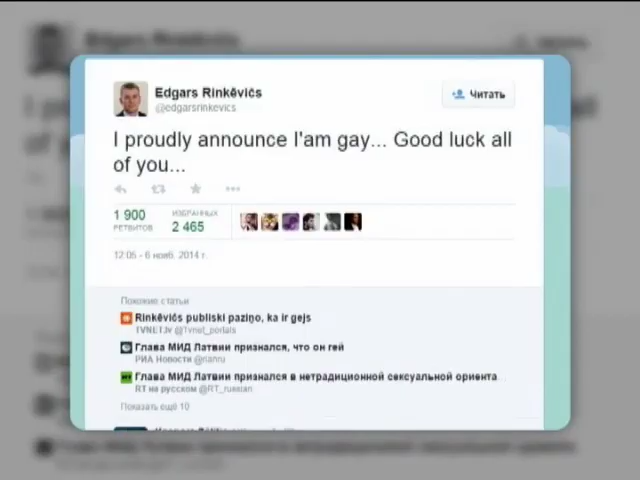 Edgars Rinkēvičs
@edgarsrinkevics
Читать
I proudly announce I'am gay... Good luck all
of you...
1 900
РЕТВИТОВ
ИЗБРАННЫХ
2 465
12:05 - 6 нояб. 2014 г.
Похожие статьи
Rinkēvičs publiski paziņo, ka ir gejs
TVNET.lv @Tvnet_portals
Глава МИД Латвии признался, что он гей
РИА Новости @rianru
Глава МИД Латвии признался в нетрадиционной сексуальной ориента
RT на русском @RT_russian
Показать ещё 10